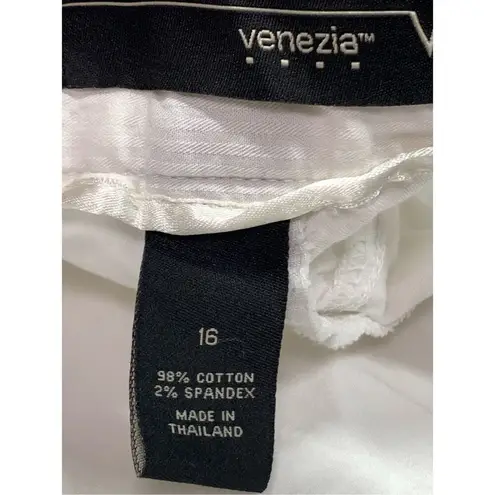 venezia™
16
98% COTTON
2% SPANDEX
MADE IN
THAILAND